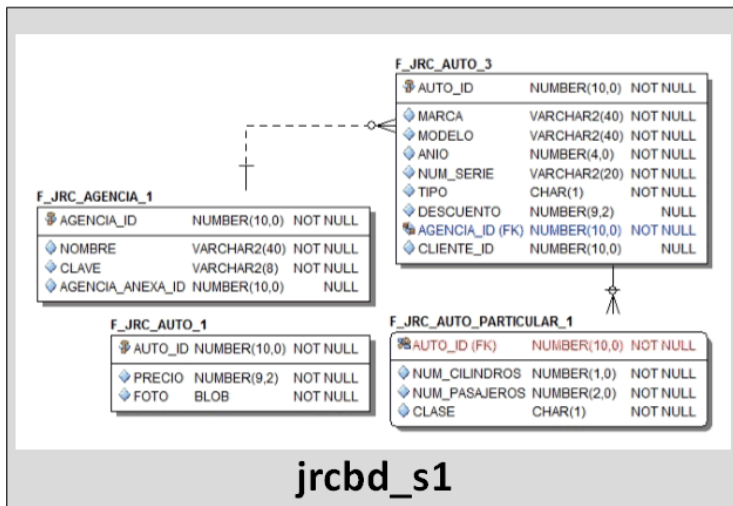 F_JRC_AUTO_3
AUTO_ID NUMBER(10,0) NOT NULL
MARCA VARCHAR2(40) NOT NULL
MODELO VARCHAR2(40) NOT NULL
ANIO NUMBER(4,0) NOT NULL
NUM_SERIE VARCHAR2(20) NOT NULL
TIPO CHAR(1) NOT NULL
DESCUENTO NUMBER(9,2) NULL
AGENCIA_ID (FK) NUMBER(10,0) NOT NULL
CLIENTE_ID NUMBER(10,0) NULL
F_JRC_AGENCIA_1
AGENCIA_ID NUMBER(10,0) NOT NULL
NOMBRE VARCHAR2(40) NOT NULL
CLAVE VARCHAR2(8) NOT NULL
AGENCIA_ANEXA_ID NUMBER(10,0) NULL
F_JRC_AUTO_1
AUTO_ID NUMBER(10,0) NOT NULL
PRECIO NUMBER(9,2) NOT NULL
FOTO BLOB NOT NULL
F_JRC_AUTO_PARTICULAR_1
AUTO_ID (FK) NUMBER(10,0) NOT NULL
NUM_CILINDROS NUMBER(1,0) NOT NULL
NUM_PASAJEROS NUMBER(2,0) NOT NULL
CLASE CHAR(1) NOT NULL
jrcbd_s1